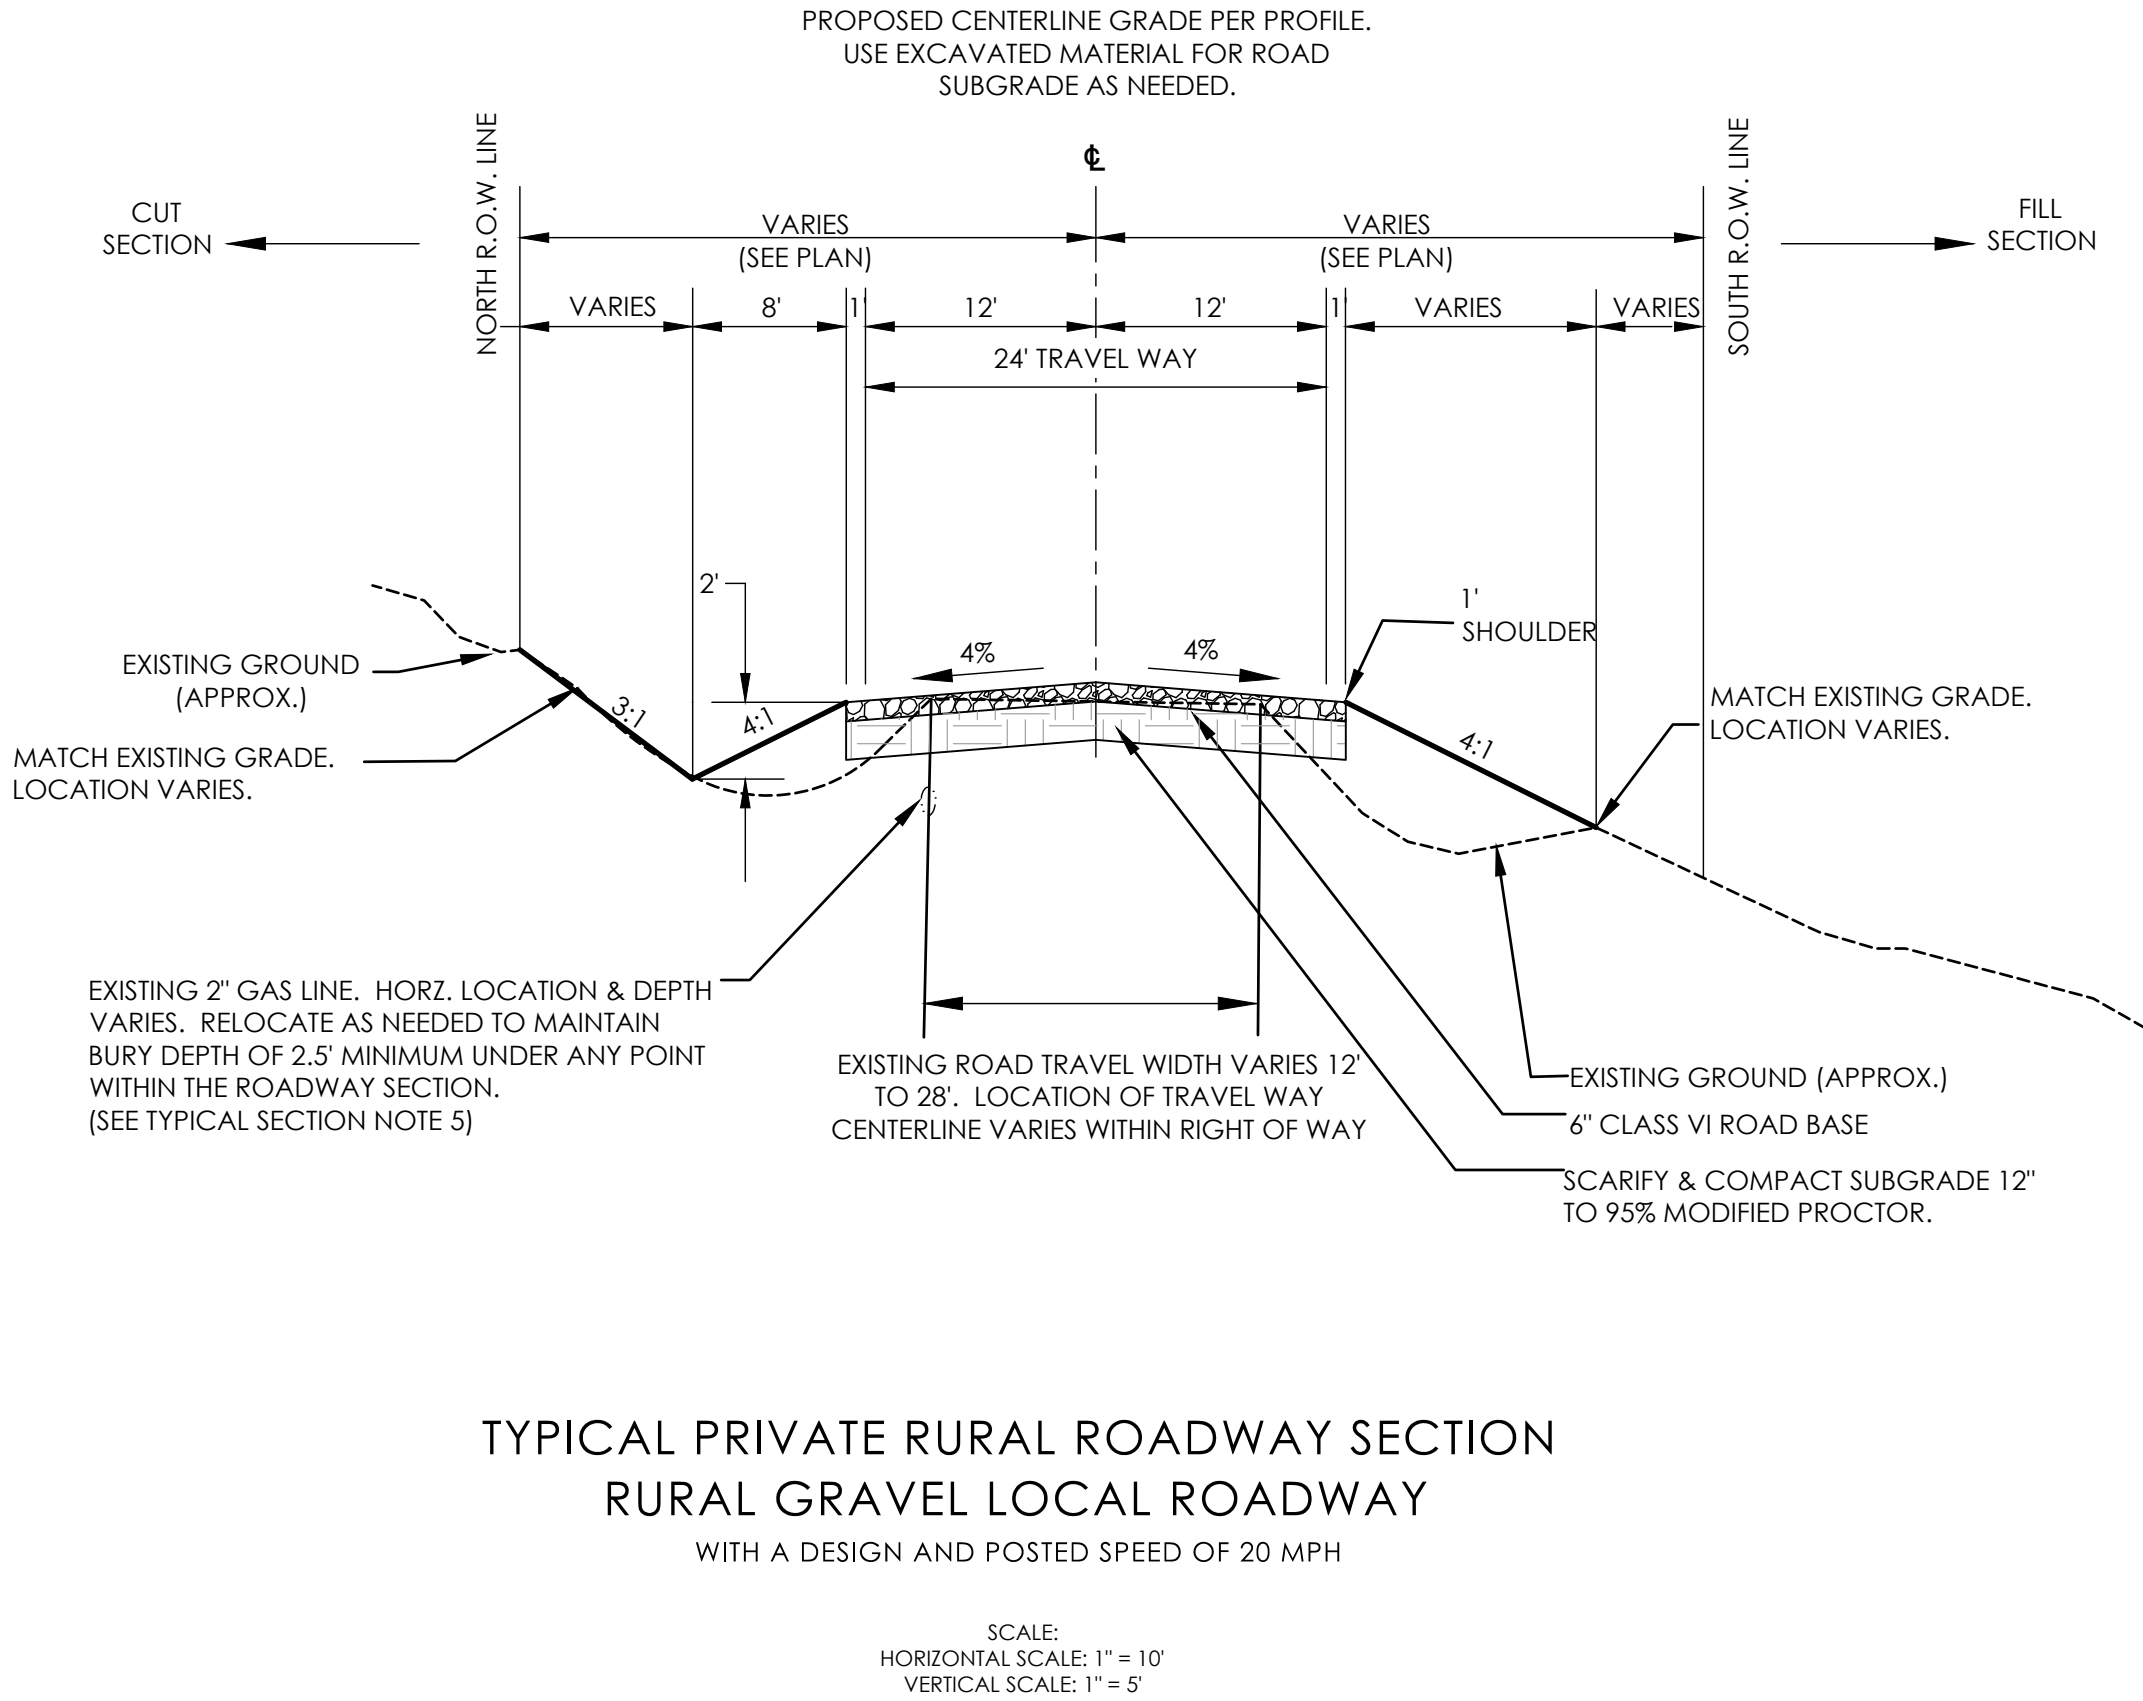 PROPOSED CENTERLINE GRADE PER PROFILE.
USE EXCAVATED MATERIAL FOR ROAD
SUBGRADE AS NEEDED.
NORTH R.O.W. LINE
SOUTH R.O.W. LINE
℄
CUT
SECTION
VARIES
(SEE PLAN)
VARIES
(SEE PLAN)
FILL
SECTION
VARIES
8'
1'
12'
12'
1'
VARIES
VARIES
24' TRAVEL WAY
2'
1'
SHOULDER
4%
4%
EXISTING GROUND
(APPROX.)
3:1
4:1
4:1
MATCH EXISTING GRADE.
LOCATION VARIES.
MATCH EXISTING GRADE.
LOCATION VARIES.
EXISTING 2" GAS LINE. HORZ. LOCATION & DEPTH
VARIES. RELOCATE AS NEEDED TO MAINTAIN
BURY DEPTH OF 2.5' MINIMUM UNDER ANY POINT
WITHIN THE ROADWAY SECTION.
(SEE TYPICAL SECTION NOTE 5)
EXISTING ROAD TRAVEL WIDTH VARIES 12'
TO 28'. LOCATION OF TRAVEL WAY
CENTERLINE VARIES WITHIN RIGHT OF WAY
EXISTING GROUND (APPROX.)
6" CLASS VI ROAD BASE
SCARIFY & COMPACT SUBGRADE 12"
TO 95% MODIFIED PROCTOR.
TYPICAL PRIVATE RURAL ROADWAY SECTION
RURAL GRAVEL LOCAL ROADWAY
WITH A DESIGN AND POSTED SPEED OF 20 MPH
SCALE:
HORIZONTAL SCALE: 1" = 10'
VERTICAL SCALE: 1" = 5'